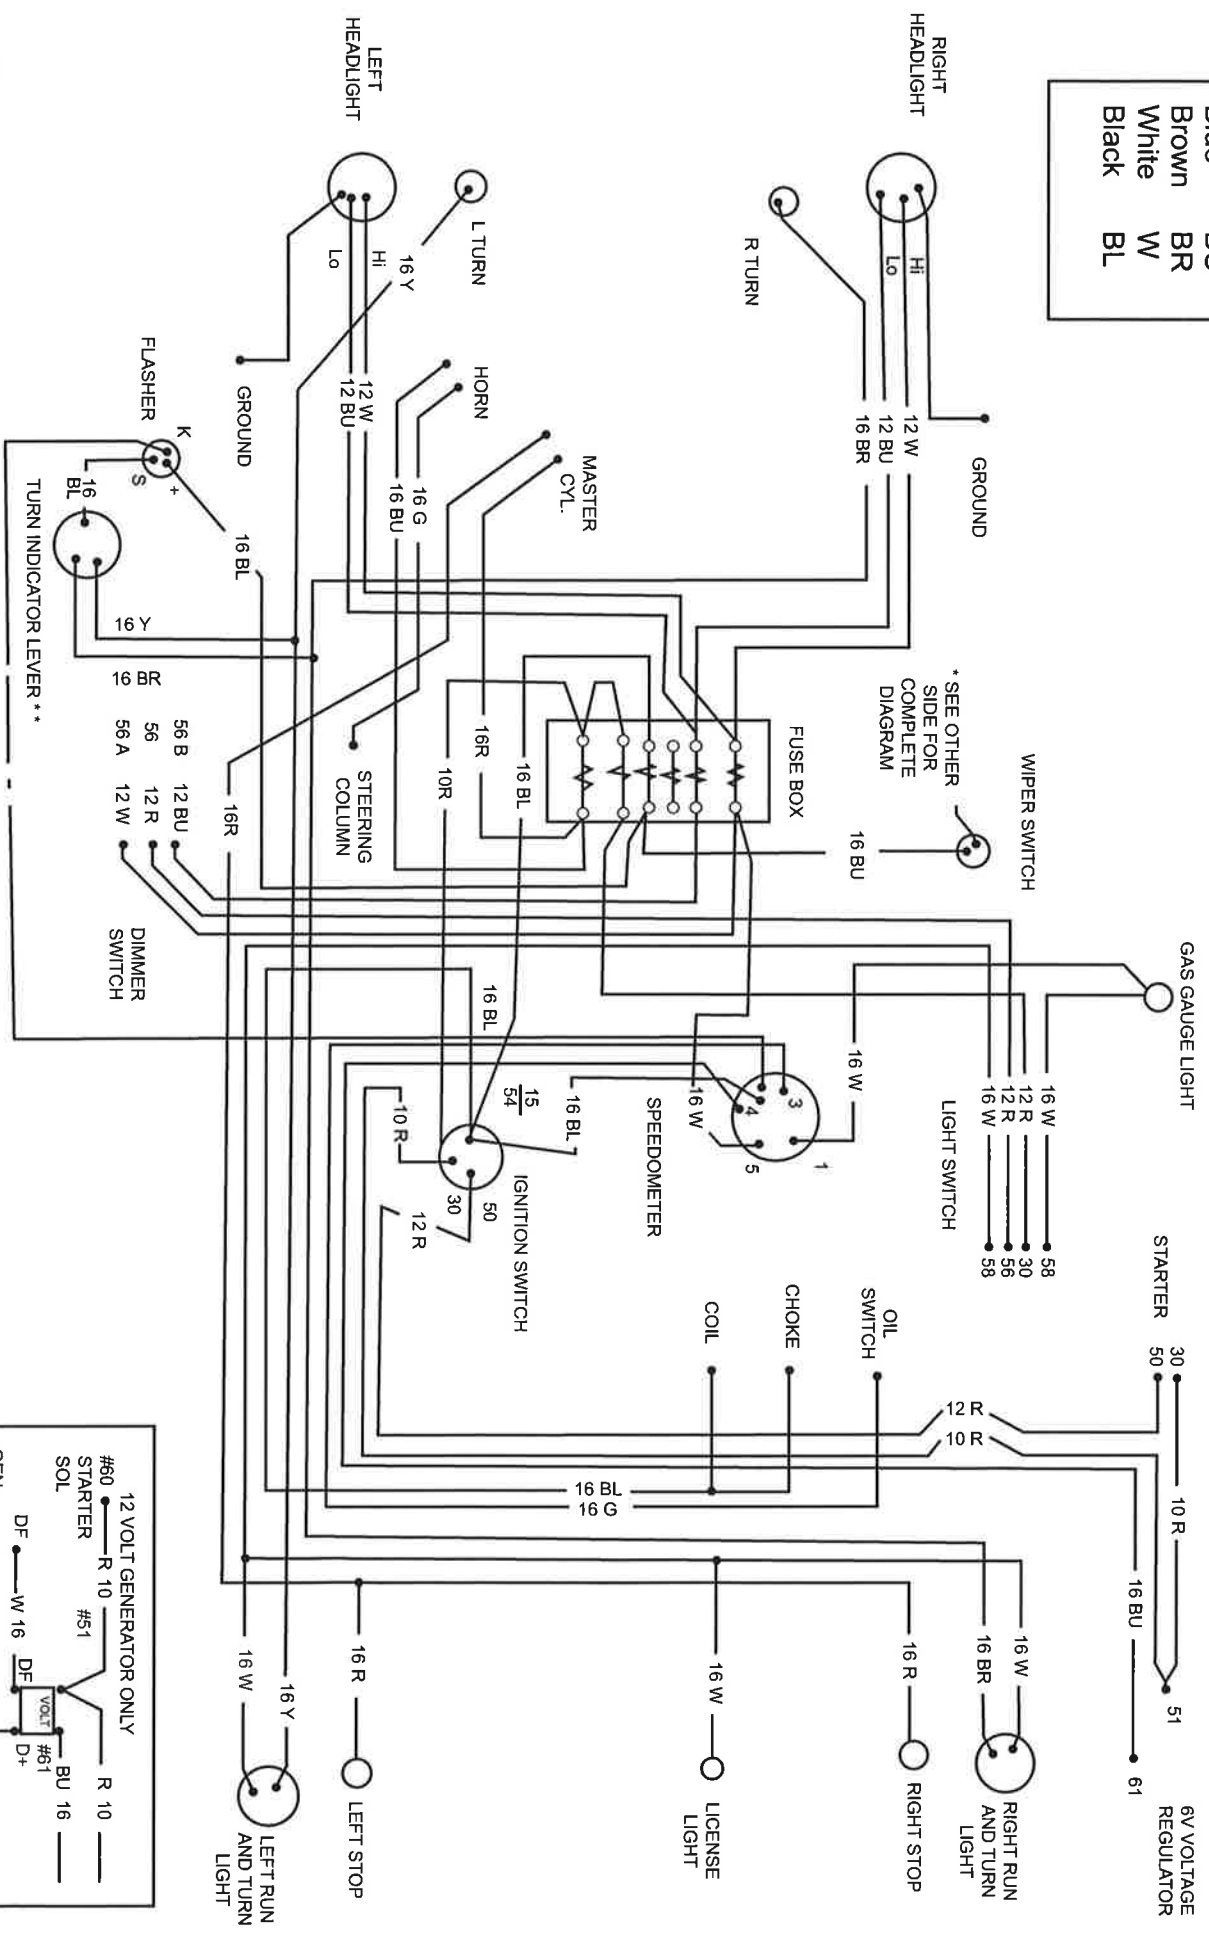 Brown BR
White W
Black BL
RIGHT
HEADLIGHT
Hi
Lo
R TURN
12 W
12 BU
16 BR
GROUND
LEFT
HEADLIGHT
L TURN
Hi
Lo
16 Y
12 W
12 BU
GROUND
HORN
16 G
16 BU
MASTER
CYL.
FLASHER
K
S
+
16
BL
16 BL
TURN INDICATOR LEVER * *
16 Y
16 BR
56 B 12 BU
56 12 R
56 A 12 W
DIMMER
SWITCH
16R
STEERING
COLUMN
10R
16R
16 BL
FUSE BOX
* SEE OTHER
SIDE FOR
COMPLETE
DIAGRAM
WIPER SWITCH
16 BU
GAS GAUGE LIGHT
16 W
16 W
12 R
12 R
16 W
58
30
56
58
LIGHT SWITCH
16 W
SPEEDOMETER
3
4
5
1
16 BL
16 BL
15
54
10 R
30
50
12 R
IGNITION SWITCH
STARTER
30
50
OIL
SWITCH
CHOKE
COIL
12 R
10 R
10 R
16 BL
16 G
51
16 BU
61
6V VOLTAGE
REGULATOR
16 W
16 BR
RIGHT RUN
AND TURN
LIGHT
16 R
RIGHT STOP
16 W
LICENSE
LIGHT
16 R
LEFT STOP
16 Y
16 W
LEFT RUN
AND TURN
LIGHT
12 VOLT GENERATOR ONLY
#60
STARTER
SOL
R 10
#51
R 10
DF
W 16
DF
VOLT
#61
D+
BU 16